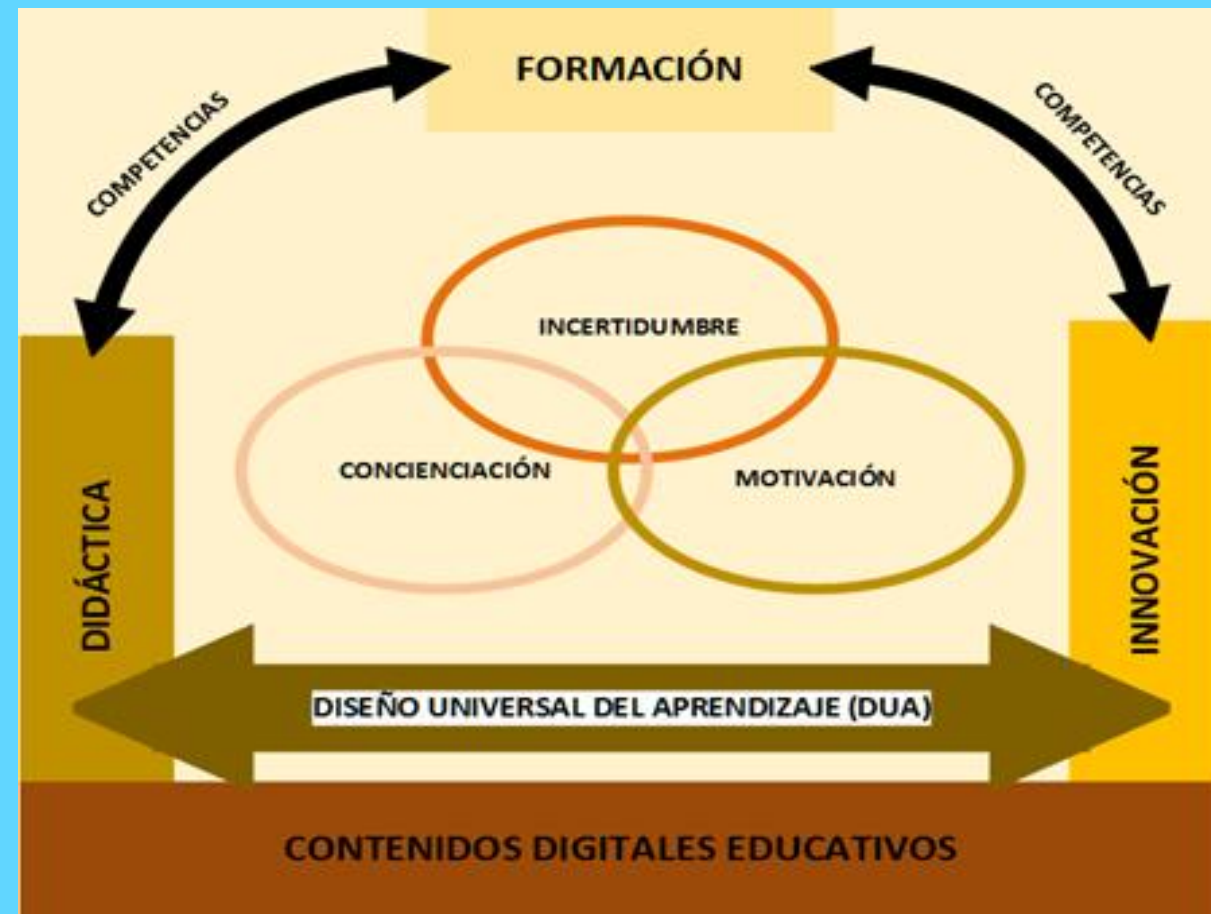 FORMACIÓN
COMPETENCIAS
COMPETENCIAS
INCERTIDUMBRE
CONCIENCIACIÓN
MOTIVACIÓN
DIDÁCTICA
INNOVACIÓN
DISEÑO UNIVERSAL DEL APRENDIZAJE (DUA)
CONTENIDOS DIGITALES EDUCATIVOS